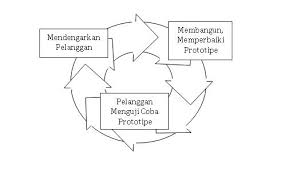 Mendengarkan
Pelanggan
Membangun,
Memperbaiki
Prototipe
Pelanggan
Menguji Coba
Prototipe